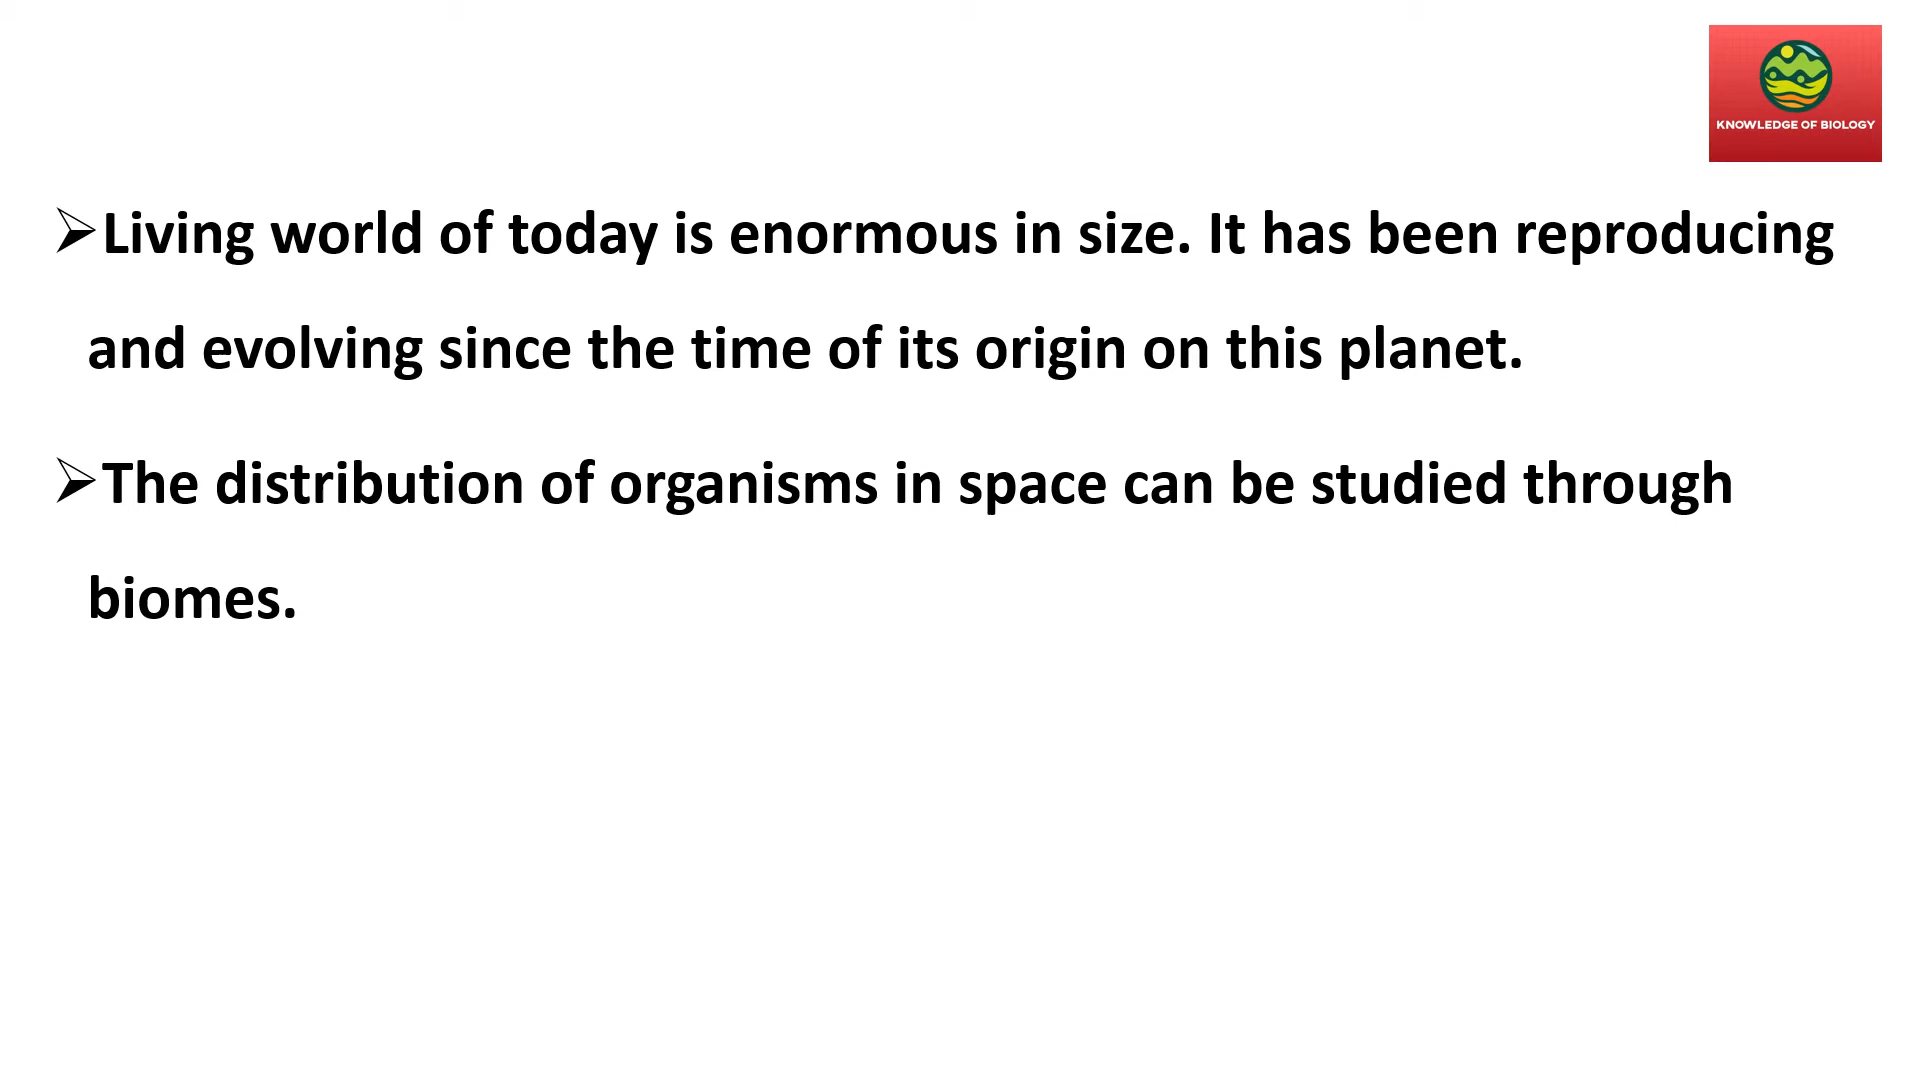 KNOWLEDGE OF BIOLOGY
➢Living world of today is enormous in size. It has been reproducing
and evolving since the time of its origin on this planet.
➢The distribution of organisms in space can be studied through
biomes.